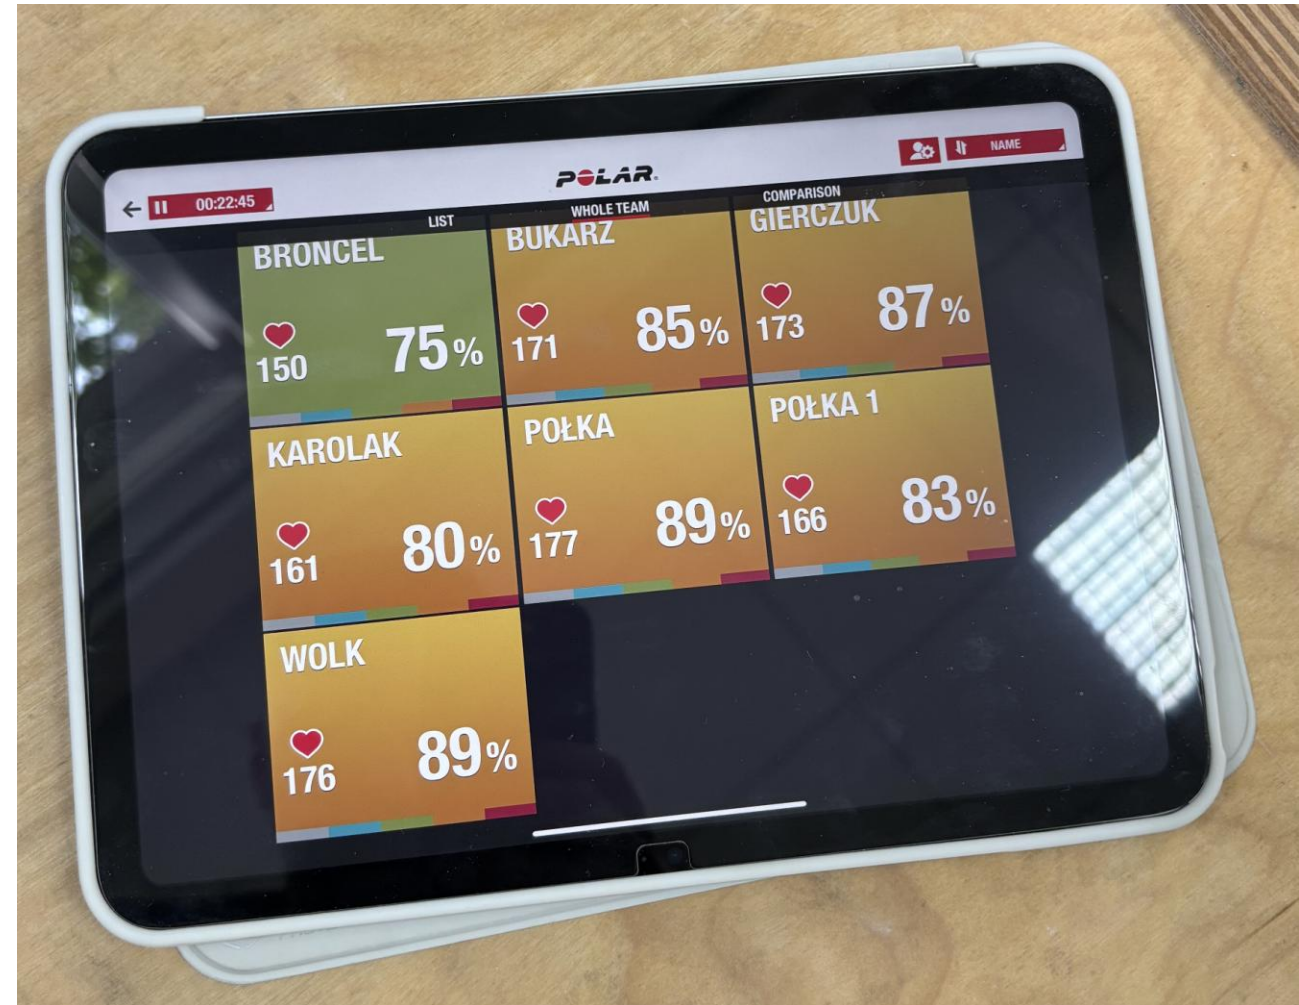 00:22:45
POLAR
NAME
LIST
WHOLE TEAM
COMPARISON
BRONCEL
150
75%
BUKARZ
171
85%
GIERCZUK
173
87%
KAROLAK
161
80%
POŁKA
177
89%
POŁKA 1
166
83%
WOLK
176
89%